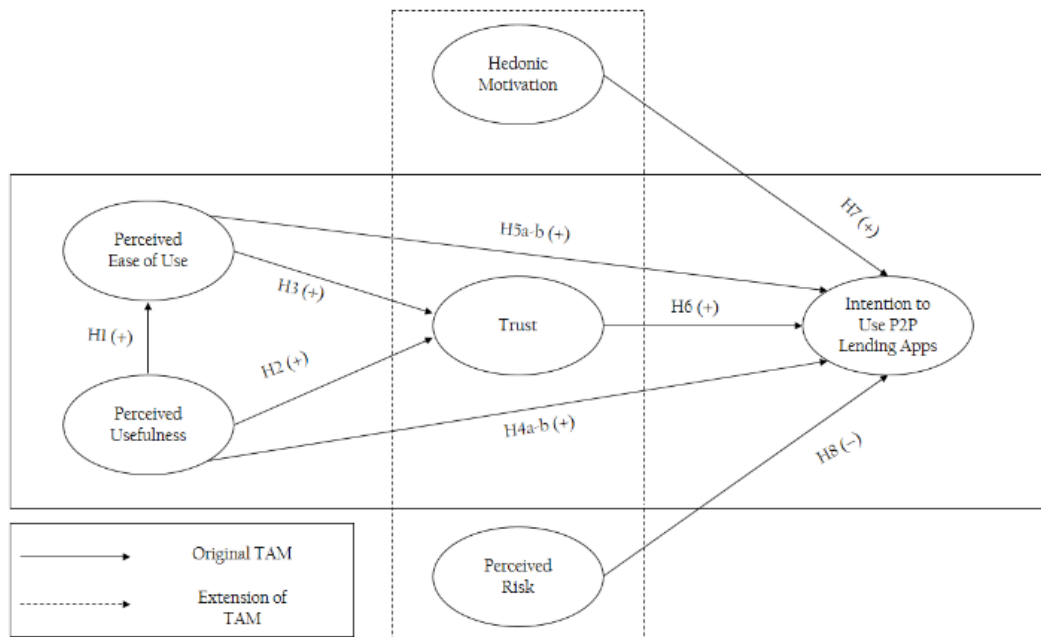 Hedonic
Motivation
H7 (+)
Perceived
Ease of Use
H5a-b (+)
H3 (+)
Trust
H6 (+)
Intention to
Use P2P
Lending Apps
H1 (+)
H2 (+)
Perceived
Usefulness
H4a-b (+)
H8 (–)
Original TAM
Extension of
TAM
Perceived
Risk